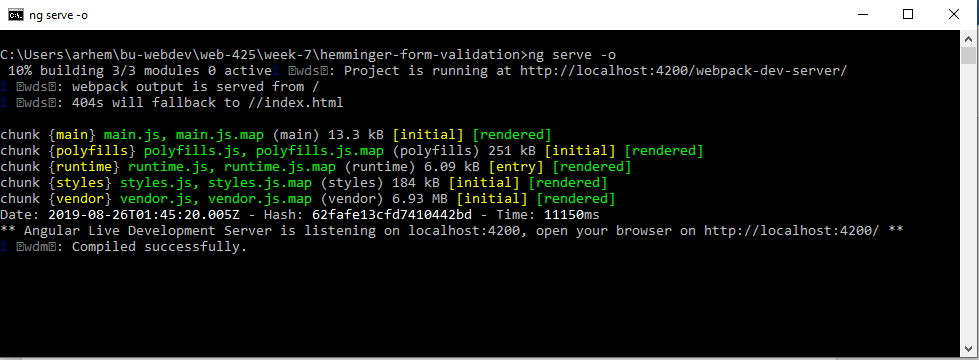 ng serve -o
C:\Users\arhem\bu-webdev\web-425\week-7\hemminger-form-validation>ng serve -o
10% building 3/3 modules 0 activei ⍰wds⍰: Project is running at http://localhost:4200/webpack-dev-server/
i ⍰wds⍰: webpack output is served from /
i ⍰wds⍰: 404s will fallback to //index.html
chunk {main} main.js, main.js.map (main) 13.3 kB [initial] [rendered]
chunk {polyfills} polyfills.js, polyfills.js.map (polyfills) 251 kB [initial] [rendered]
chunk {runtime} runtime.js, runtime.js.map (runtime) 6.09 kB [entry] [rendered]
chunk {styles} styles.js, styles.js.map (styles) 184 kB [initial] [rendered]
chunk {vendor} vendor.js, vendor.js.map (vendor) 6.93 MB [initial] [rendered]
Date: 2019-08-26T01:45:20.005Z - Hash: 62fafe13cfd7410442bd - Time: 11150ms
** Angular Live Development Server is listening on localhost:4200, open your browser on http://localhost:4200/ **
i ⍰wdm⍰: Compiled successfully.